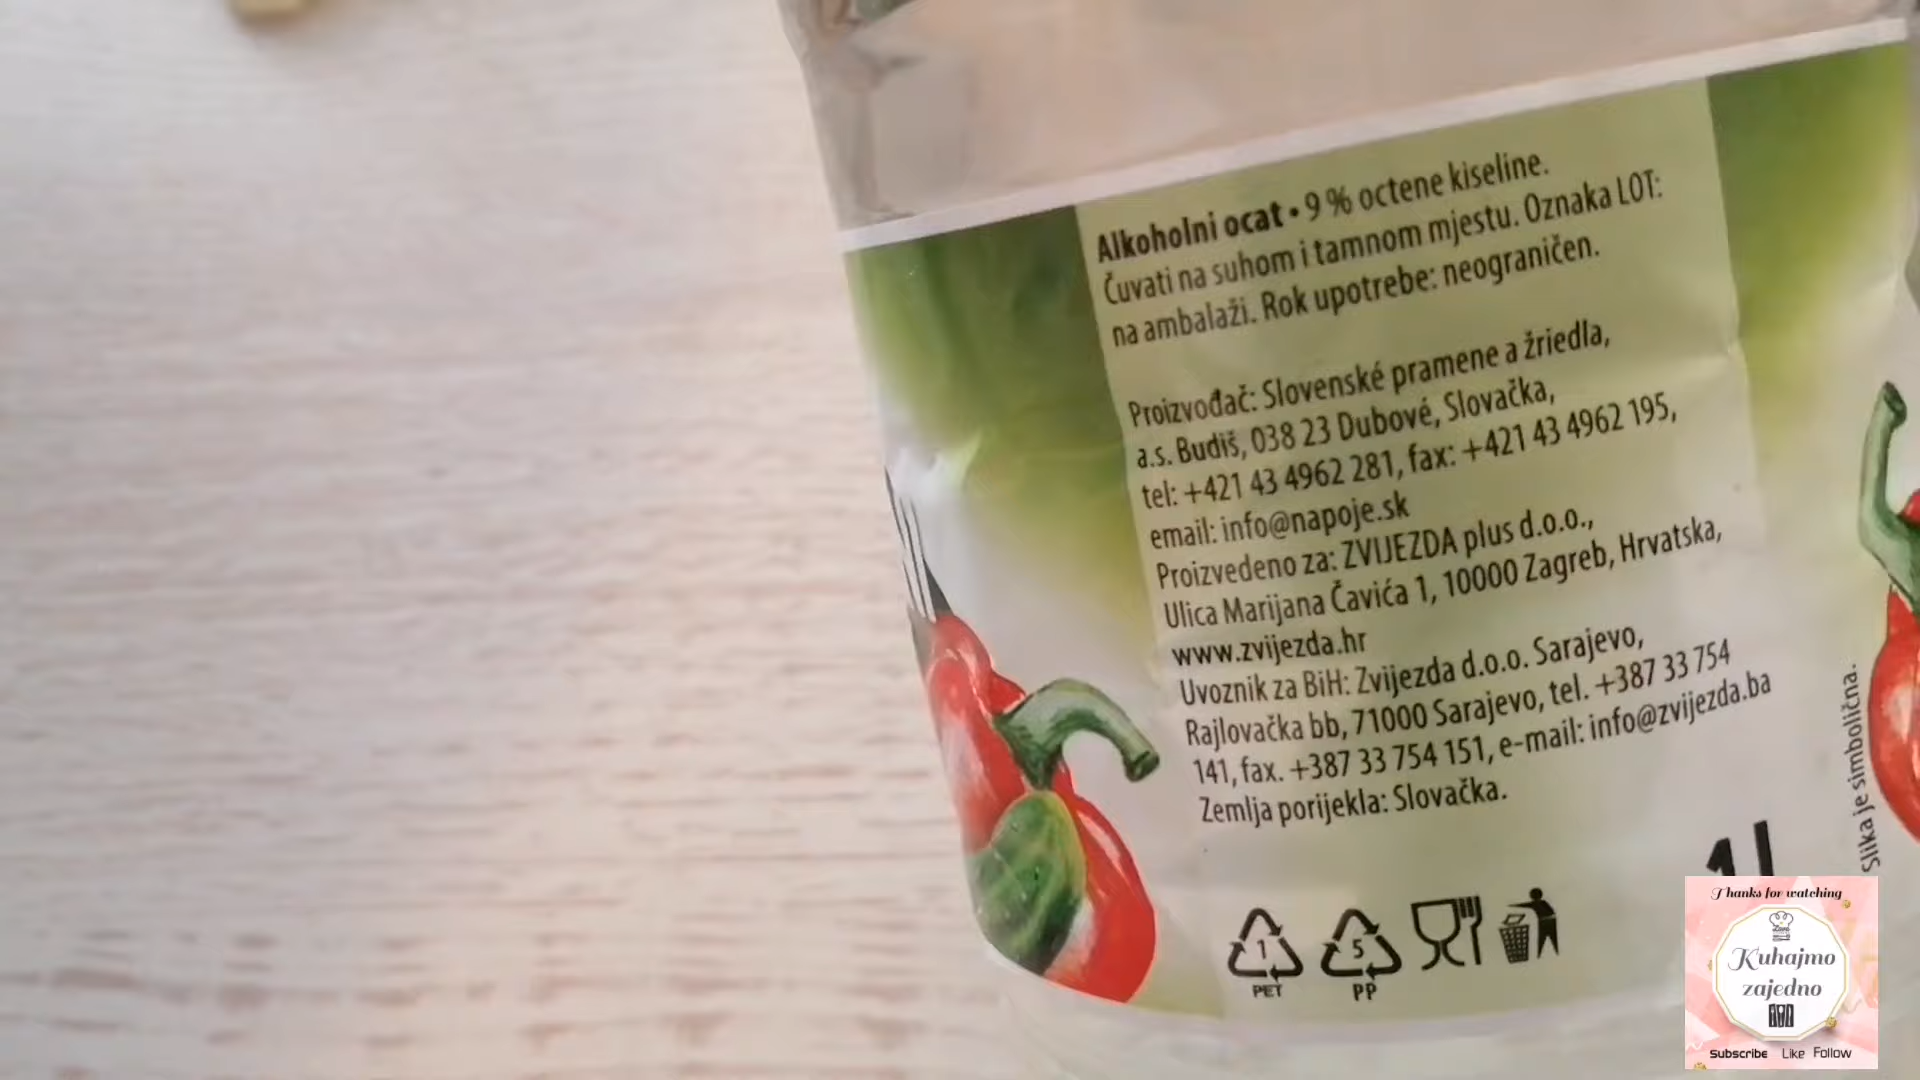 Alkoholni ocat • 9 % octene kiseline.
Čuvati na suhom i tamnom mjestu. Oznaka LOT:
na ambalaži. Rok upotrebe: neograničen.
Proizvođač: Slovenské pramene a žriedla,
a.s. Budiš, 038 23 Dubové, Slovačka,
tel: +421 43 4962 281, fax: +421 43 4962 195,
email: info@napoje.sk
Proizvedeno za: ZVIJEZDA plus d.o.o.,
Ulica Marijana Čavića 1, 10000 Zagreb, Hrvatska,
www.zvijezda.hr
Uvoznik za BiH: Zvijezda d.o.o. Sarajevo,
Rajlovačka bb, 71000 Sarajevo, tel. +387 33 754
141, fax. +387 33 754 151, e-mail: info@zvijezda.ba
Zemlja porijekla: Slovačka.
Slika je simbolična.
1l
1
PET
5
PP
Thanks for watching
Kuhajmo
zajedno
Subscribe Like Follow